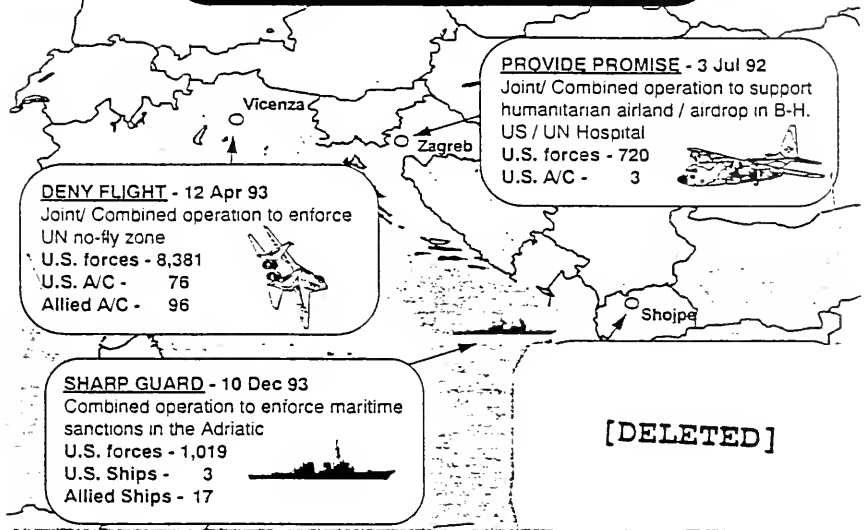 PROVIDE PROMISE - 3 Jul 92
Joint/ Combined operation to support
humanitarian airland / airdrop in B-H.
US / UN Hospital
U.S. forces - 720
U.S. A/C - 3
Vicenza
Zagreb
DENY FLIGHT - 12 Apr 93
Joint/ Combined operation to enforce
UN no-fly zone
U.S. forces - 8,381
U.S. A/C - 76
Allied A/C - 96
Shojpe
SHARP GUARD - 10 Dec 93
Combined operation to enforce maritime
sanctions in the Adriatic
U.S. forces - 1,019
U.S. Ships - 3
Allied Ships - 17
[DELETED]